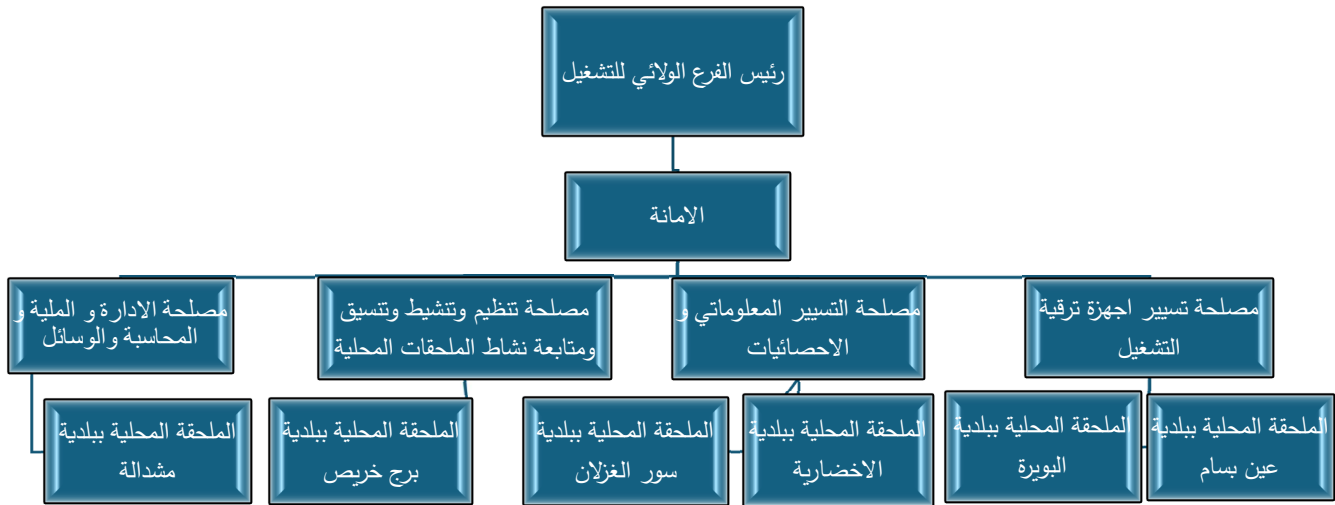 رئيس الفرع الولائي للتشغيل
الامانة
مصلحة تسيير اجهزة ترقية
التشغيل
مصلحة التسيير المعلوماتي و
الاحصائيات
مصلحة تنظيم وتنشيط وتنسيق
ومتابعة نشاط الملحقات المحلية
مصلحة الادارة و الملية و
المحاسبة والوسائل
الملحقة المحلية ببلدية
عين بسام
الملحقة المحلية ببلدية
البويرة
الملحقة المحلية ببلدية
الاخضارية
الملحقة المحلية ببلدية
سور الغزلان
الملحقة المحلية ببلدية
برج خريص
الملحقة المحلية ببلدية
مشدالة